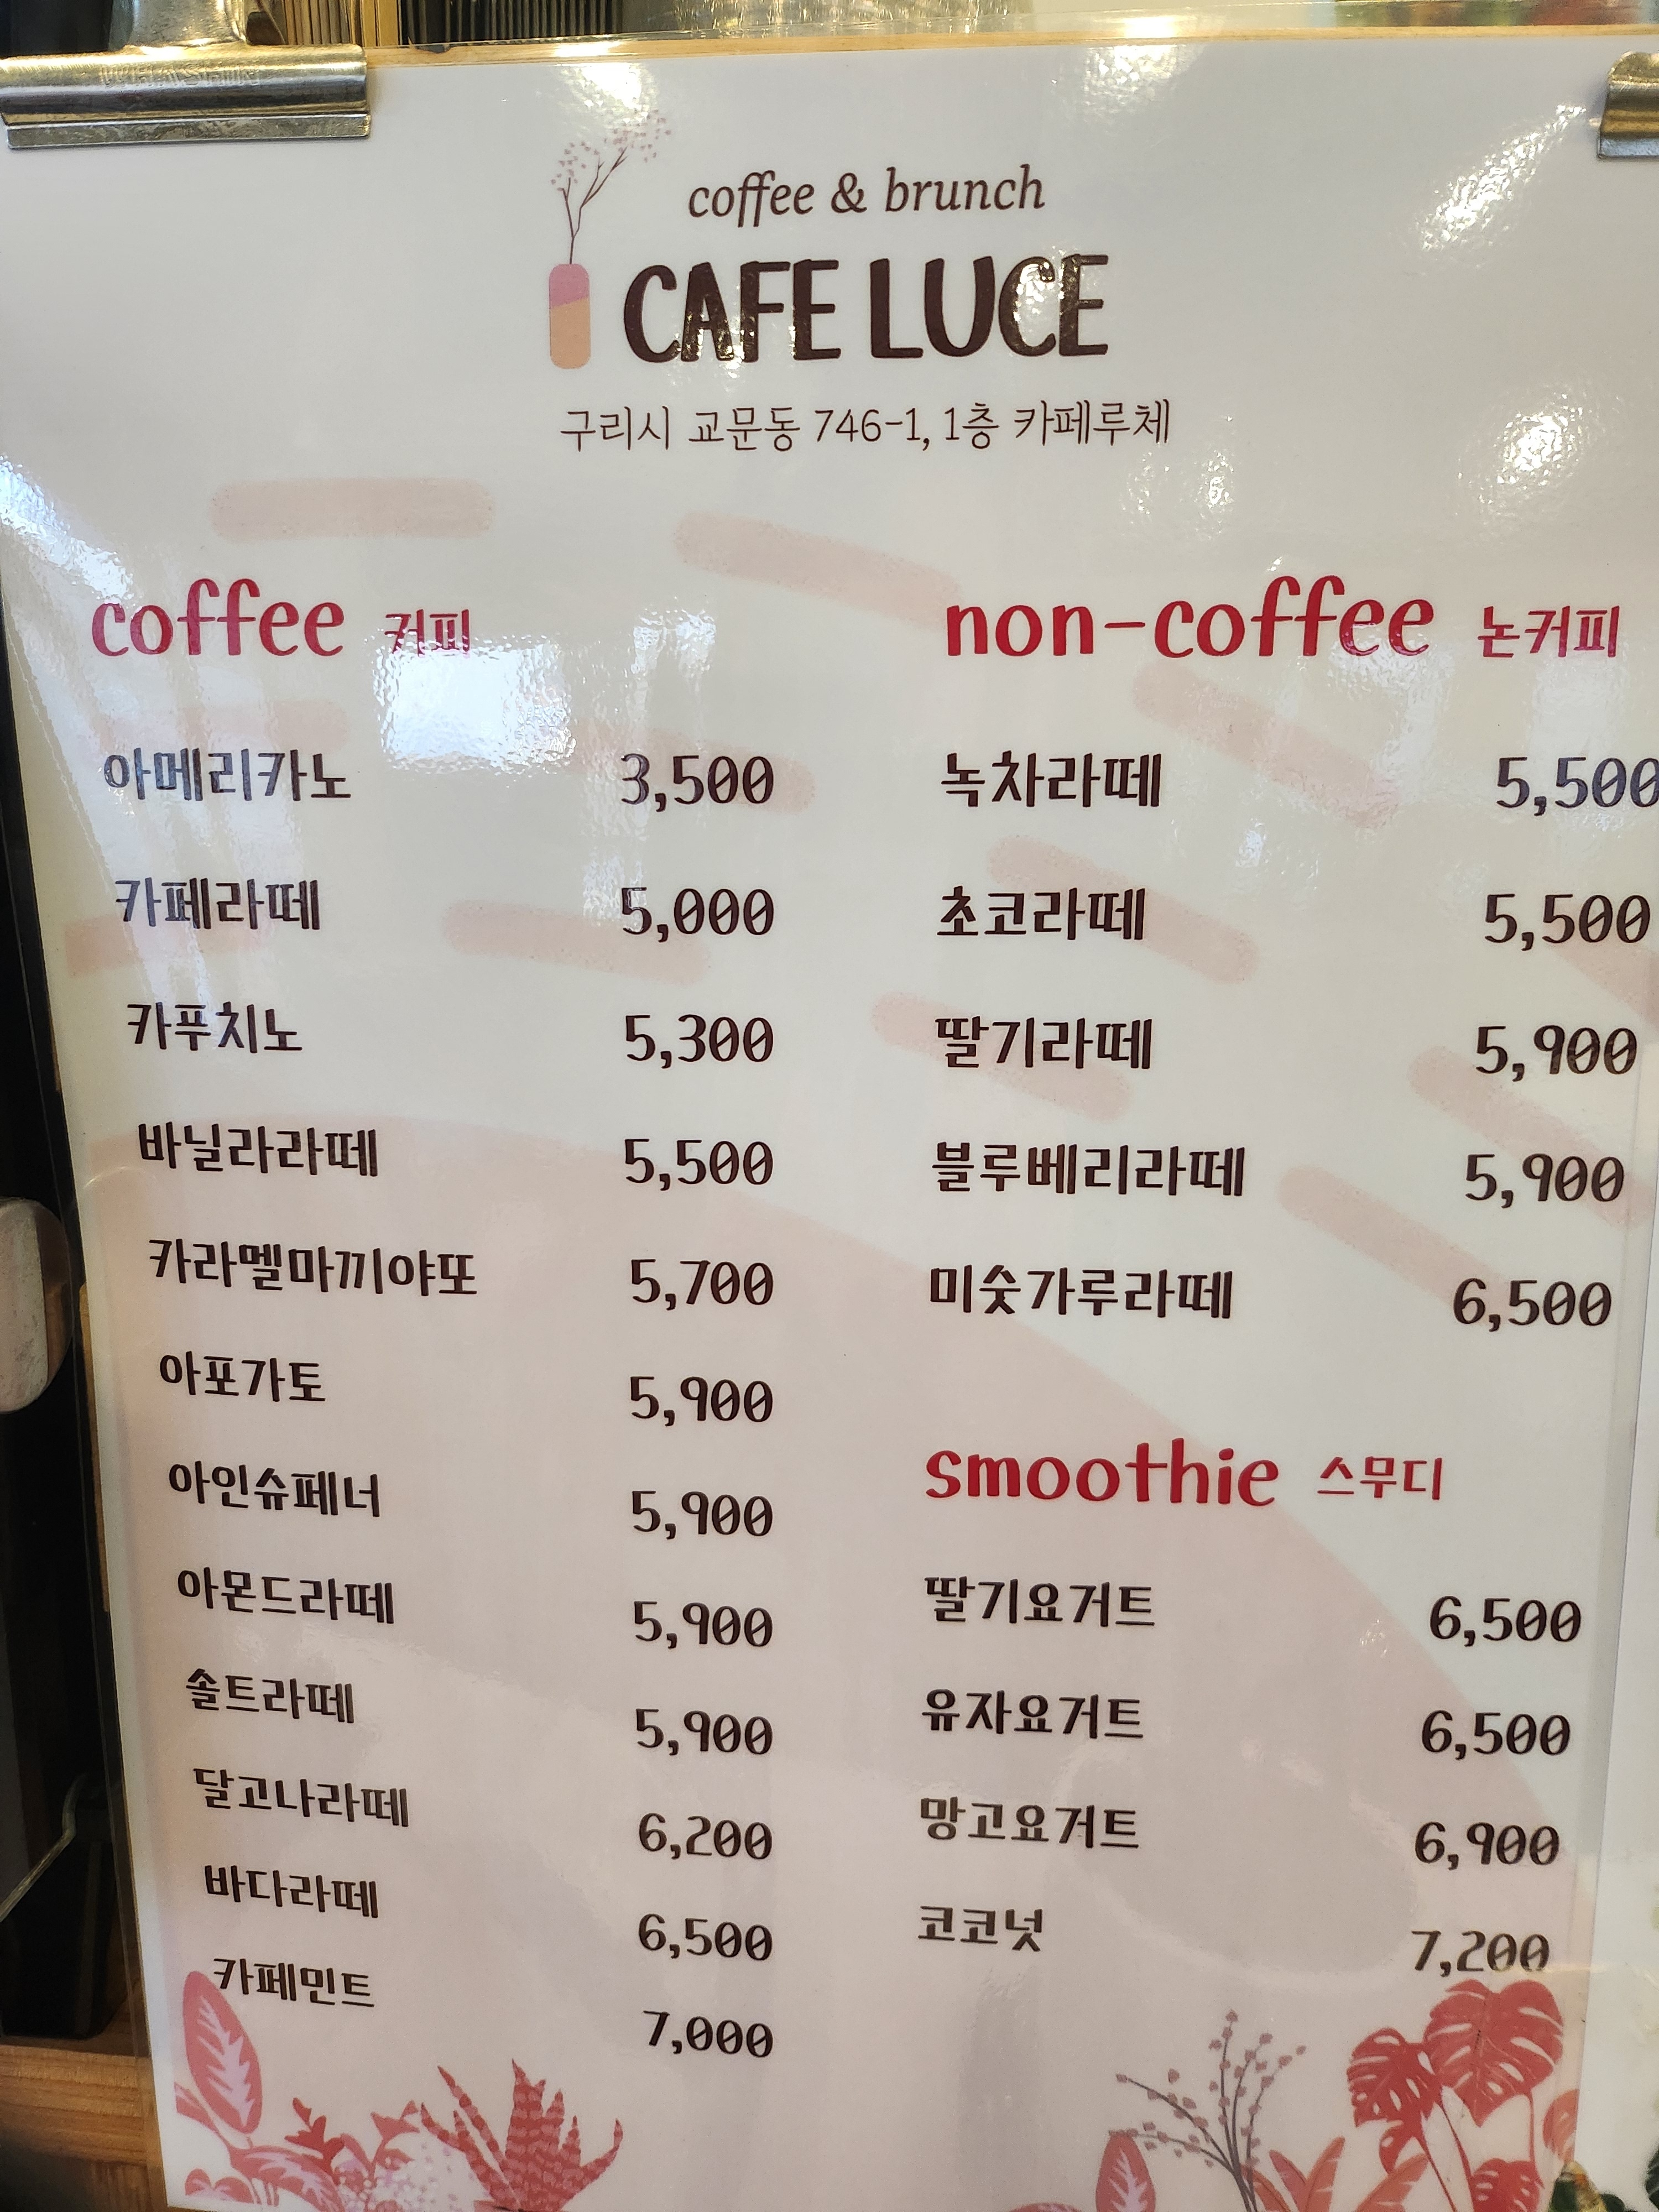 coffee & brunch
CAFE LUCE
구리시 교문동 746-1, 1층 카페루체
coffee 커피
아메리카노 3,500
카페라떼 5,000
카푸치노 5,300
바닐라라떼 5,500
카라멜마끼야또 5,700
아포가토 5,900
아인슈페너 5,900
아몬드라떼 5,900
솔트라떼 5,900
달고나라떼 6,200
바다라떼 6,500
카페민트 7,000
non-coffee 논커피
녹차라떼 5,500
초코라떼 5,500
딸기라떼 5,900
블루베리라떼 5,900
미숫가루라떼 6,500
smoothie 스무디
딸기요거트 6,500
유자요거트 6,500
망고요거트 6,900
코코넛 7,200